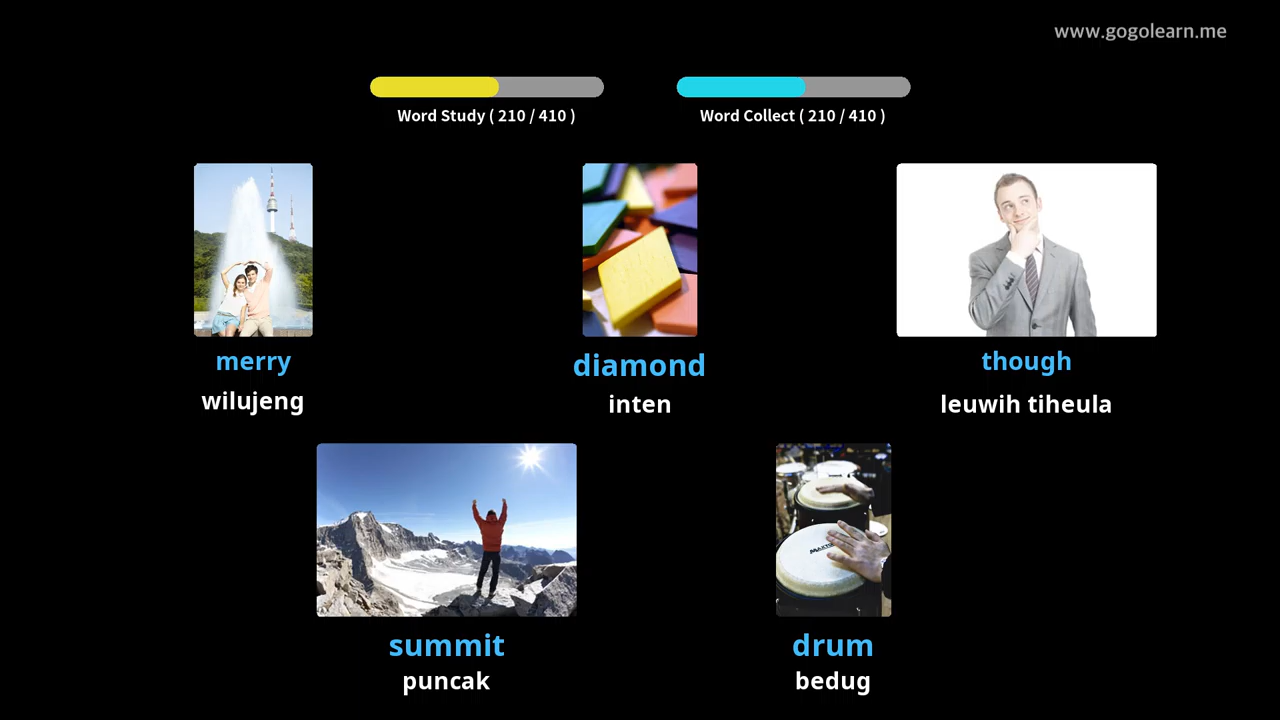 www.gogolearn.me
Word Study ( 210 / 410 )
Word Collect ( 210 / 410 )
merry
wilujeng
diamond
inten
though
leuwih tiheula
summit
puncak
drum
bedug